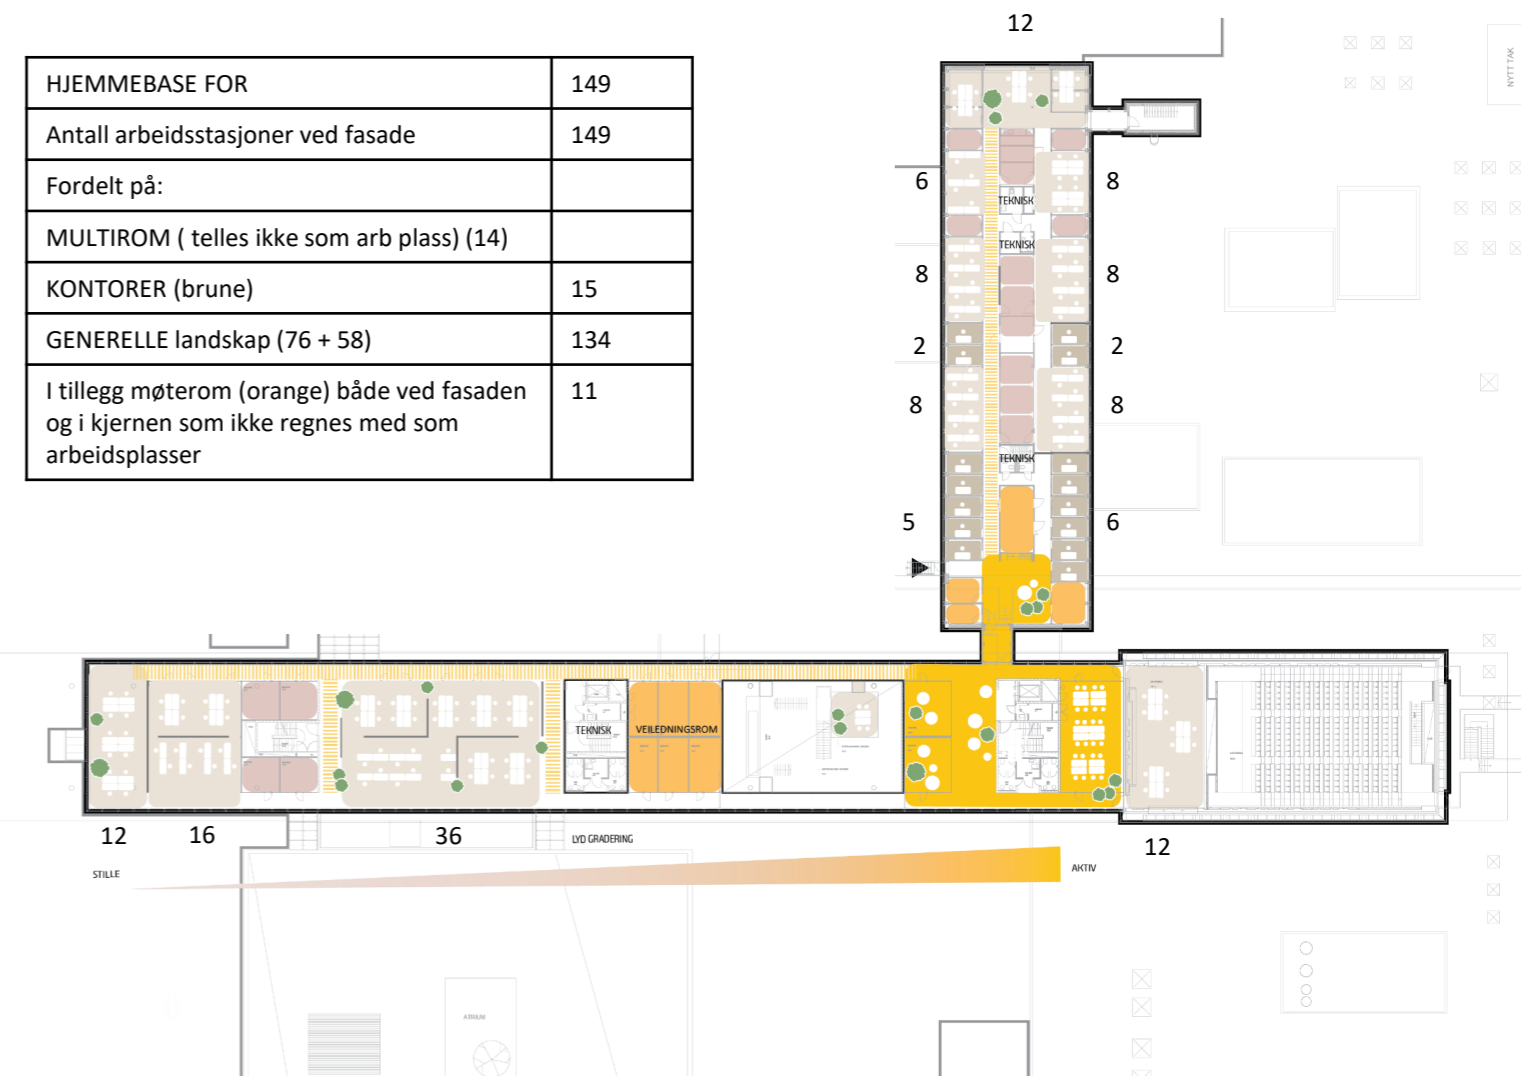 12
HJEMMEBASE FOR 149
Antall arbeidsstasjoner ved fasade 149
Fordelt på:
MULTIROM ( telles ikke som arb plass) (14)
KONTORER (brune) 15
GENERELLE landskap (76 + 58) 134
I tillegg møterom (orange) både ved fasaden 11
og i kjernen som ikke regnes med som
arbeidsplasser
NYTT TAK
6 8
TEKNISK
TEKNISK
8 8
2 2
8 8
TEKNISK
5 6
TEKNISK
VEILEDNINGSROM
12 16 36 12
LYD GRADERING
STILLE
AKTIV
ATRIUM